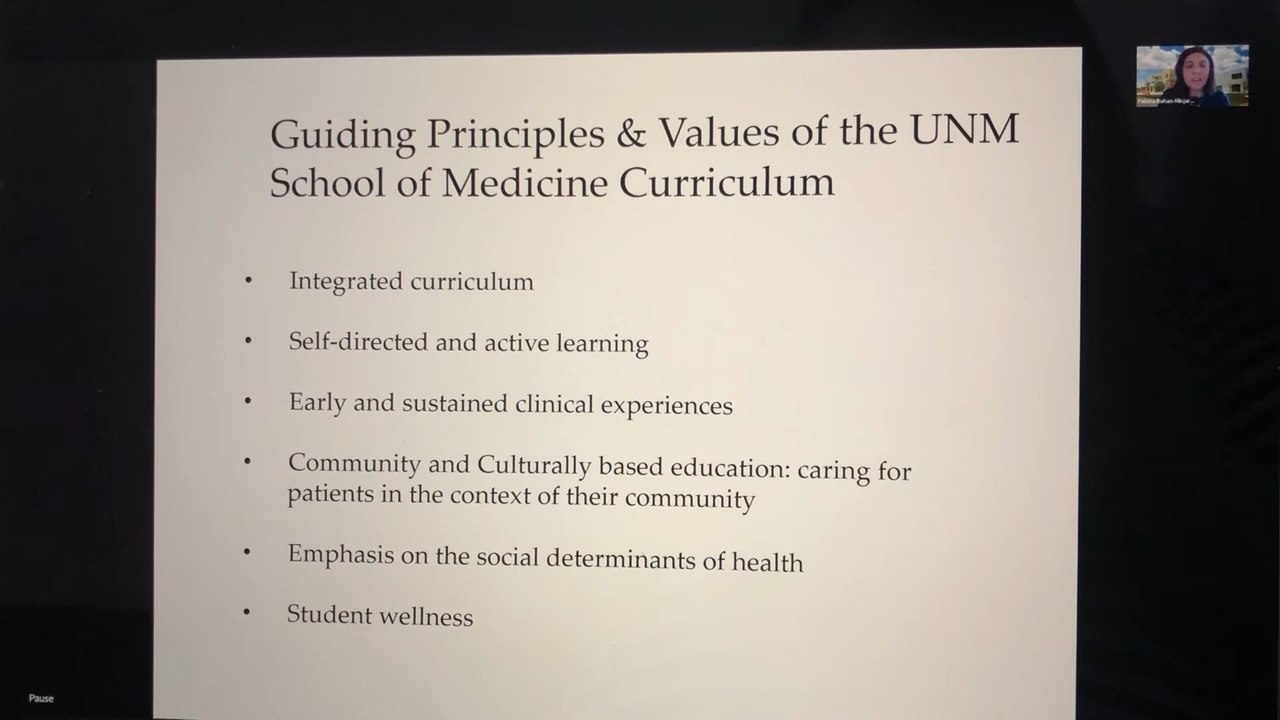 Guiding Principles & Values of the UNM
School of Medicine Curriculum
• Integrated curriculum
• Self-directed and active learning
• Early and sustained clinical experiences
• Community and Culturally based education: caring for
patients in the context of their community
• Emphasis on the social determinants of health
• Student wellness
Pause